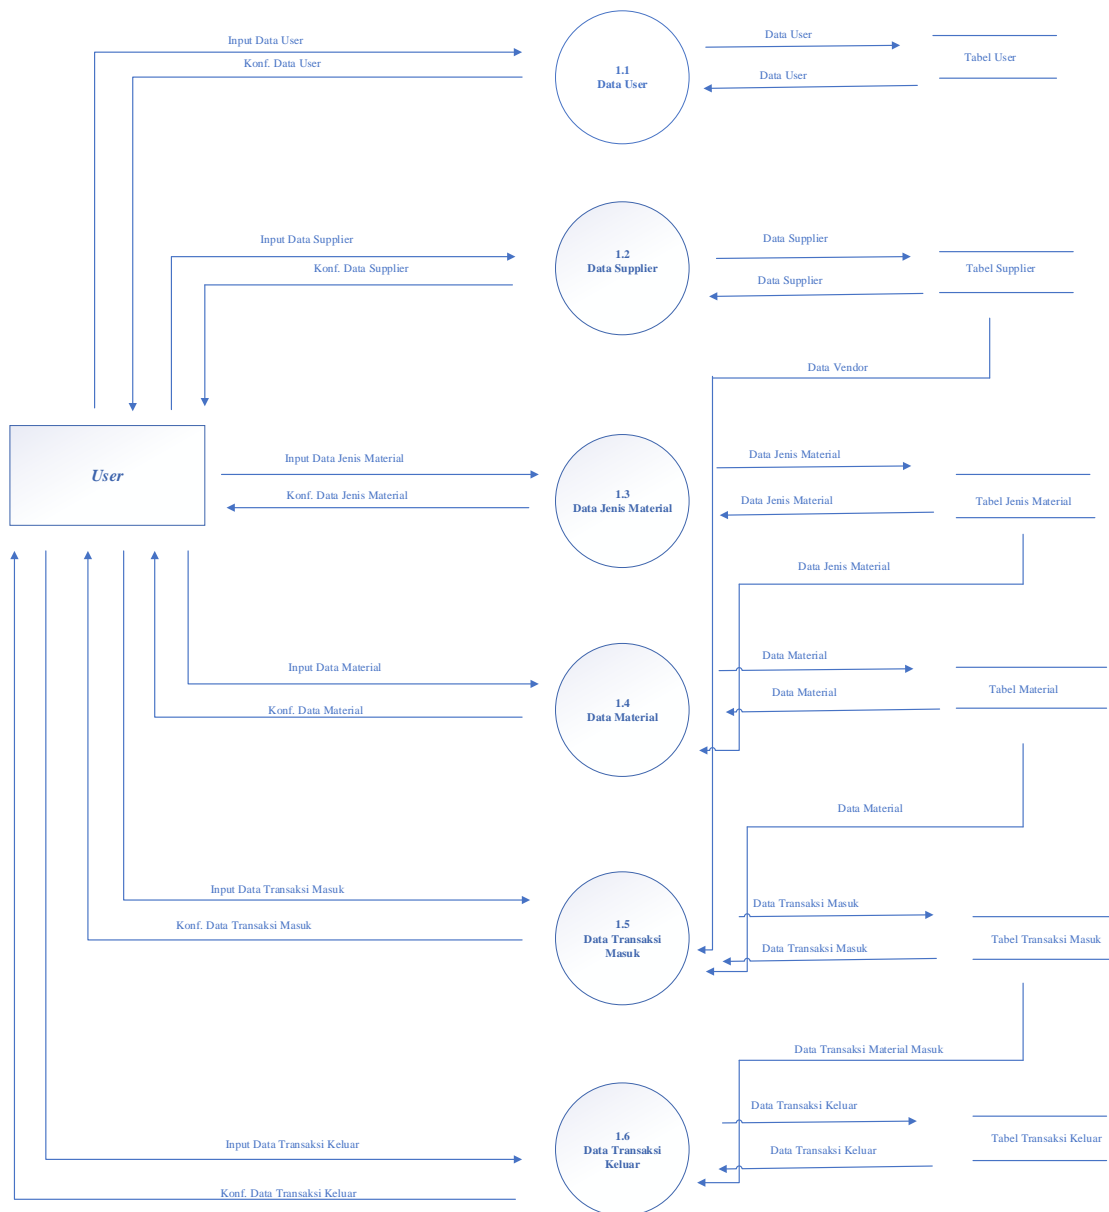 Input Data User
Konf. Data User
1.1
Data User
Data User
Data User
Tabel User
Input Data Supplier
Konf. Data Supplier
1.2
Data Supplier
Data Supplier
Data Supplier
Tabel Supplier
Data Vendor
User
Input Data Jenis Material
Konf. Data Jenis Material
1.3
Data Jenis Material
Data Jenis Material
Data Jenis Material
Tabel Jenis Material
Data Jenis Material
Input Data Material
Konf. Data Material
1.4
Data Material
Data Material
Data Material
Tabel Material
Data Material
Input Data Transaksi Masuk
Konf. Data Transaksi Masuk
1.5
Data Transaksi
Masuk
Data Transaksi Masuk
Data Transaksi Masuk
Tabel Transaksi Masuk
Data Transaksi Material Masuk
Input Data Transaksi Keluar
Konf. Data Transaksi Keluar
1.6
Data Transaksi
Keluar
Data Transaksi Keluar
Data Transaksi Keluar
Tabel Transaksi Keluar